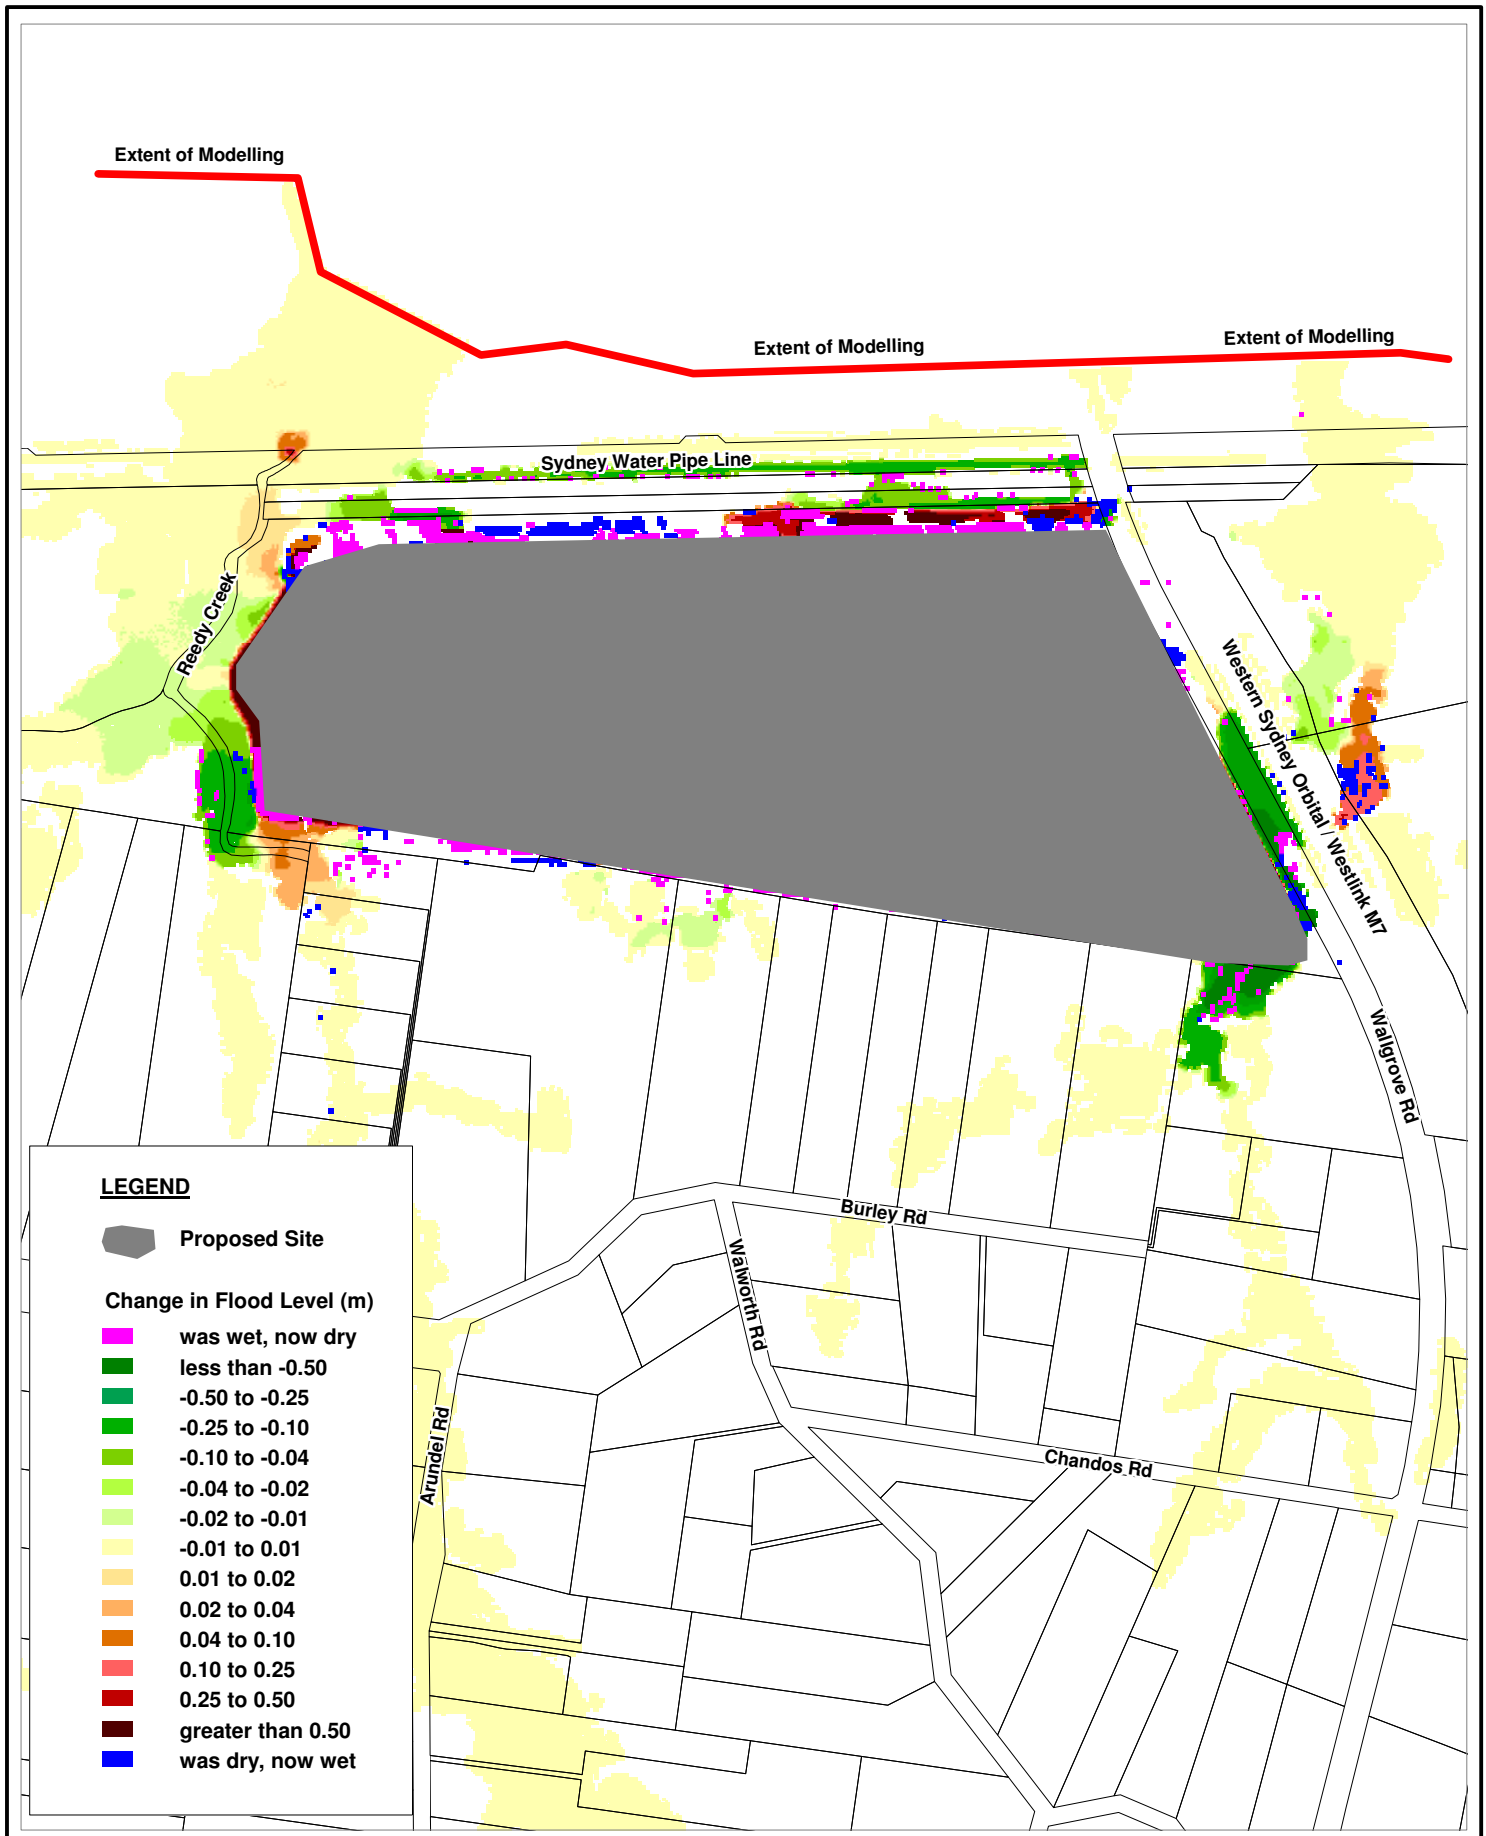 Extent of Modelling
Extent of Modelling
Extent of Modelling
Sydney Water Pipe Line
Reedy Creek
Western Sydney Orbital / Westlink M7
Wallgrove Rd
Burley Rd
Walworth Rd
Arundel Rd
Chandos Rd
LEGEND
Proposed Site
Change in Flood Level (m)
was wet, now dry
less than -0.50
-0.50 to -0.25
-0.25 to -0.10
-0.10 to -0.04
-0.04 to -0.02
-0.02 to -0.01
-0.01 to 0.01
0.01 to 0.02
0.02 to 0.04
0.04 to 0.10
0.10 to 0.25
0.25 to 0.50
greater than 0.50
was dry, now wet